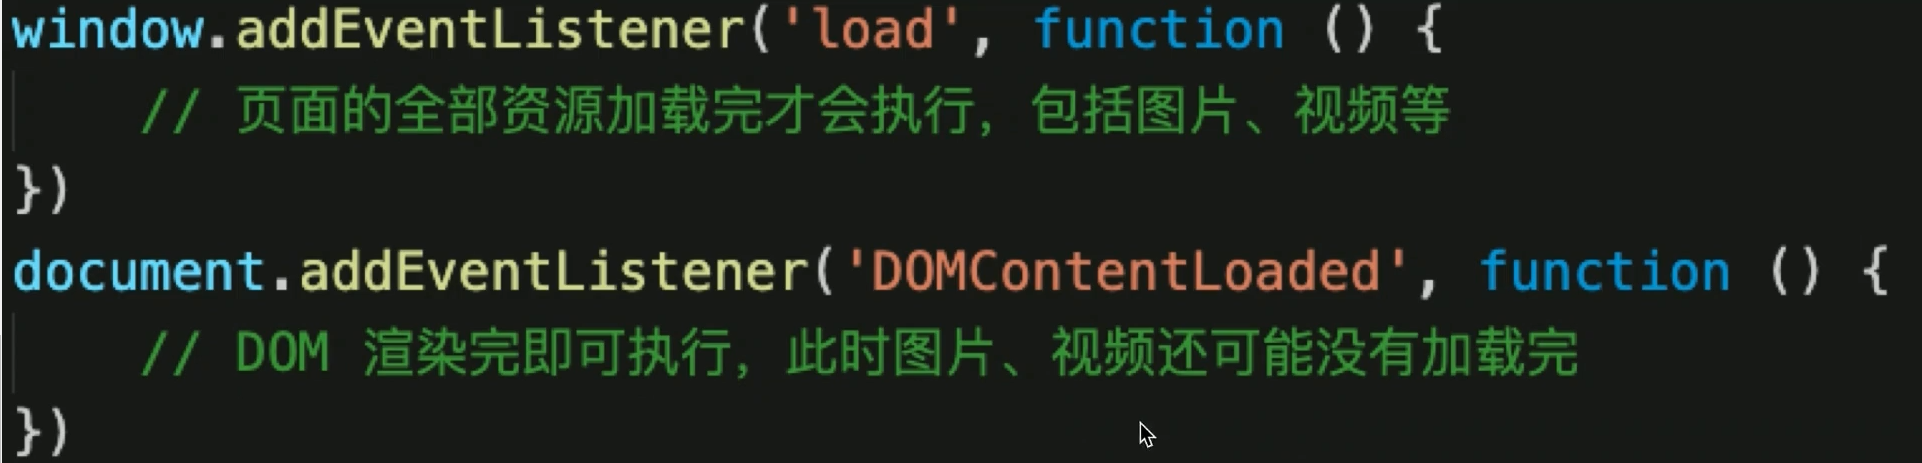 window.addEventListener('load', function () {
    // 页面的全部资源加载完才会执行，包括图片、视频等
})
document.addEventListener('DOMContentLoaded', function () {
    // DOM 渲染完即可执行，此时图片、视频还可能没有加载完
})